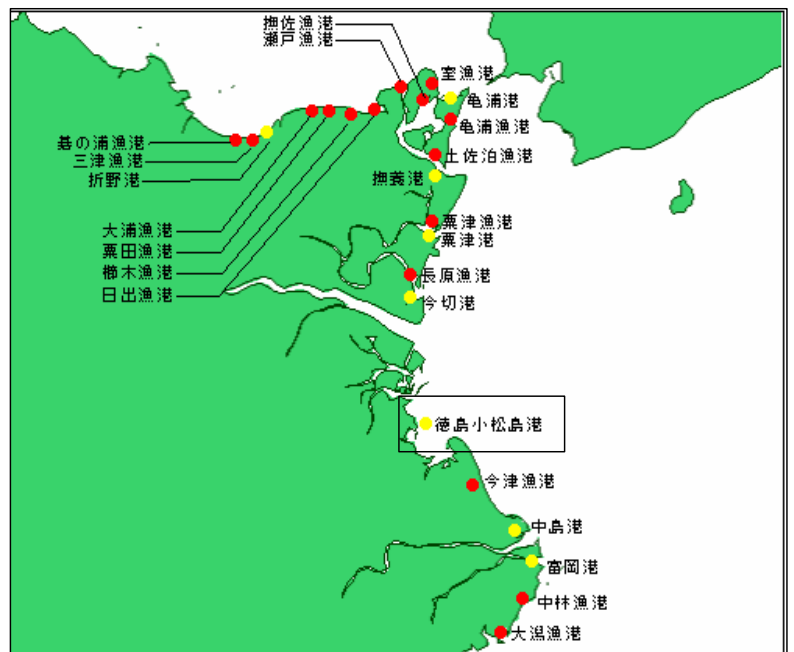 撫佐漁港
瀬戸漁港
室漁港
亀浦港
亀浦漁港
碁の浦漁港
三津漁港
折野港
土佐泊漁港
撫養港
大浦漁港
粟田漁港
櫛木漁港
日出漁港
粟津漁港
粟津港
長原漁港
今切港
徳島小松島港
今津漁港
中島港
富岡港
中林漁港
大潟漁港